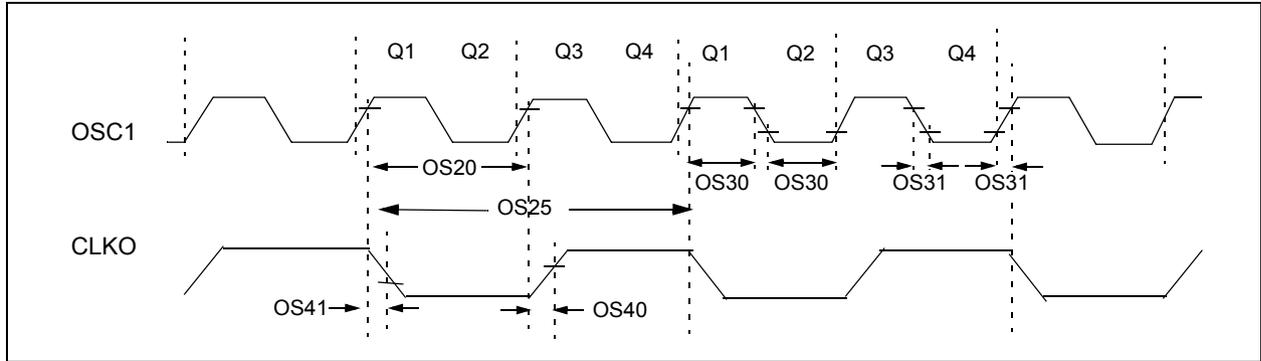 Q1 Q2 Q3 Q4 Q1 Q2 Q3 Q4
OSC1
OS20
OS30 OS30 OS31 OS31
OS25
CLKO
OS41 OS40